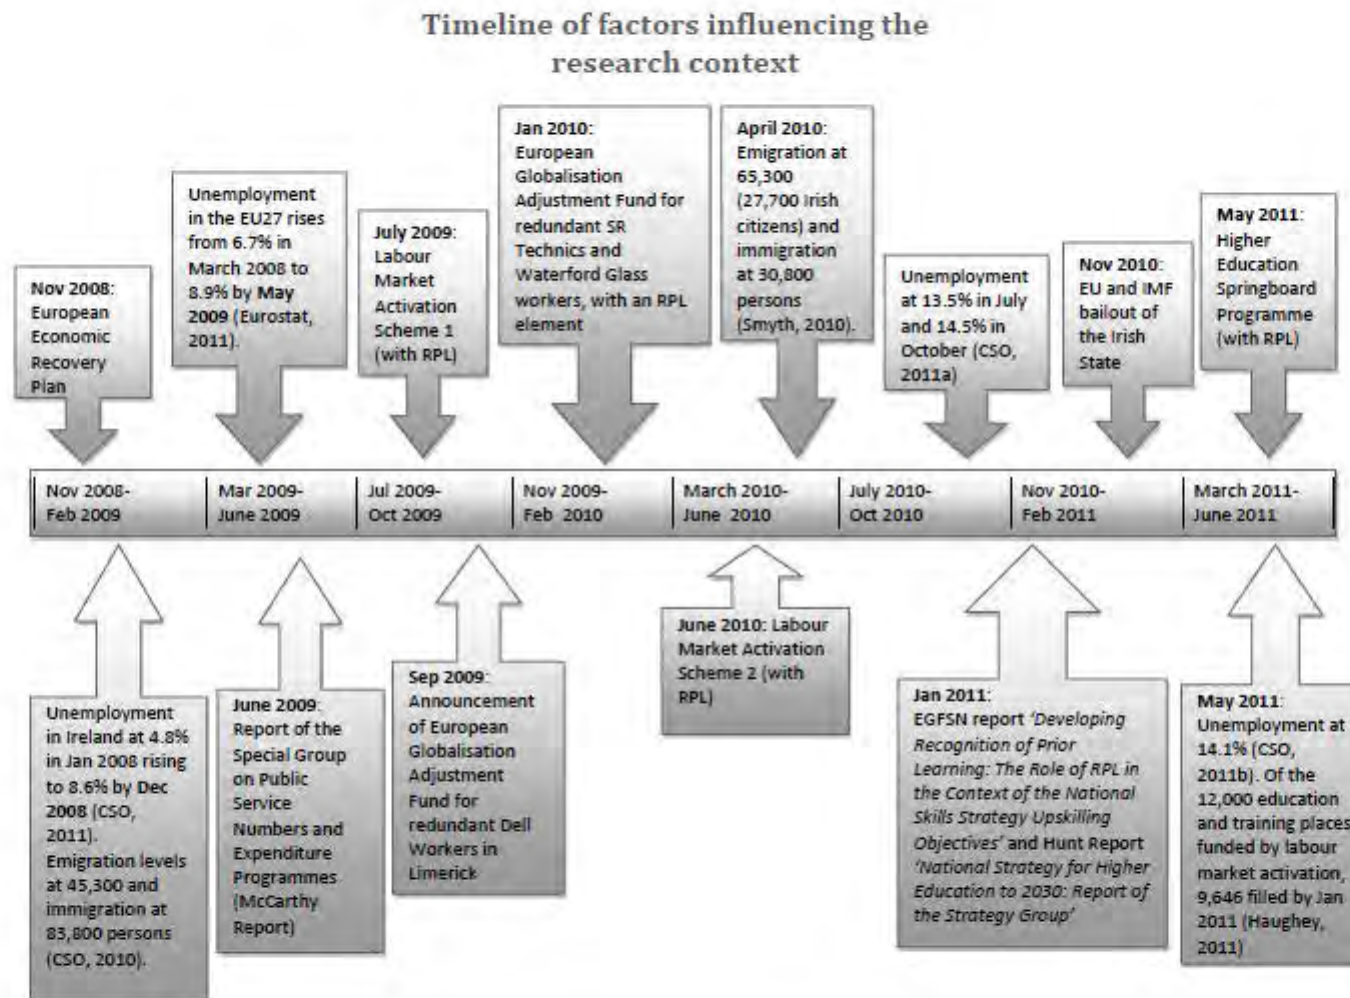 Timeline of factors influencing the
research context
Nov 2008:
European
Economic
Recovery
Plan
Unemployment
in the EU27 rises
from 6.7% in
March 2008 to
8.9% by May
2009 (Eurostat,
2011).
July 2009:
Labour
Market
Activation
Scheme 1
(with RPL)
Jan 2010:
European
Globalisation
Adjustment Fund for
redundant SR
Technics and
Waterford Glass
workers, with an RPL
element
April 2010:
Emigration at
65,300
(27,700 Irish
citizens) and
immigration
at 30,800
persons
(Smyth, 2010).
Unemployment
at 13.5% in July
and 14.5% in
October (CSO,
2011a)
Nov 2010:
EU and IMF
bailout of
the Irish
State
May 2011:
Higher
Education
Springboard
Programme
(with RPL)
Nov 2008-
Feb 2009
Mar 2009-
June 2009
Jul 2009-
Oct 2009
Nov 2009-
Feb 2010
March 2010-
June 2010
July 2010-
Oct 2010
Nov 2010-
Feb 2011
March 2011-
June 2011
Unemployment
in Ireland at 4.8%
in Jan 2008 rising
to 8.6% by Dec
2008 (CSO,
2011).
Emigration levels
at 45,300 and
immigration at
83,800 persons
(CSO, 2010).
June 2009:
Report of the
Special Group
on Public
Service
Numbers and
Expenditure
Programmes
(McCarthy
Report)
Sep 2009:
Announcement
of European
Globalisation
Adjustment
Fund for
redundant Dell
Workers in
Limerick
June 2010: Labour
Market Activation
Scheme 2 (with
RPL)
Jan 2011:
EGFSN report ‘Developing
Recognition of Prior
Learning: The Role of RPL in
the Context of the National
Skills Strategy Upskilling
Objectives’ and Hunt Report
‘National Strategy for Higher
Education to 2030: Report of
the Strategy Group’
May 2011:
Unemployment at
14.1% (CSO,
2011b). Of the
12,000 education
and training places
funded by labour
market activation,
9,646 filled by Jan
2011 (Haughey,
2011)